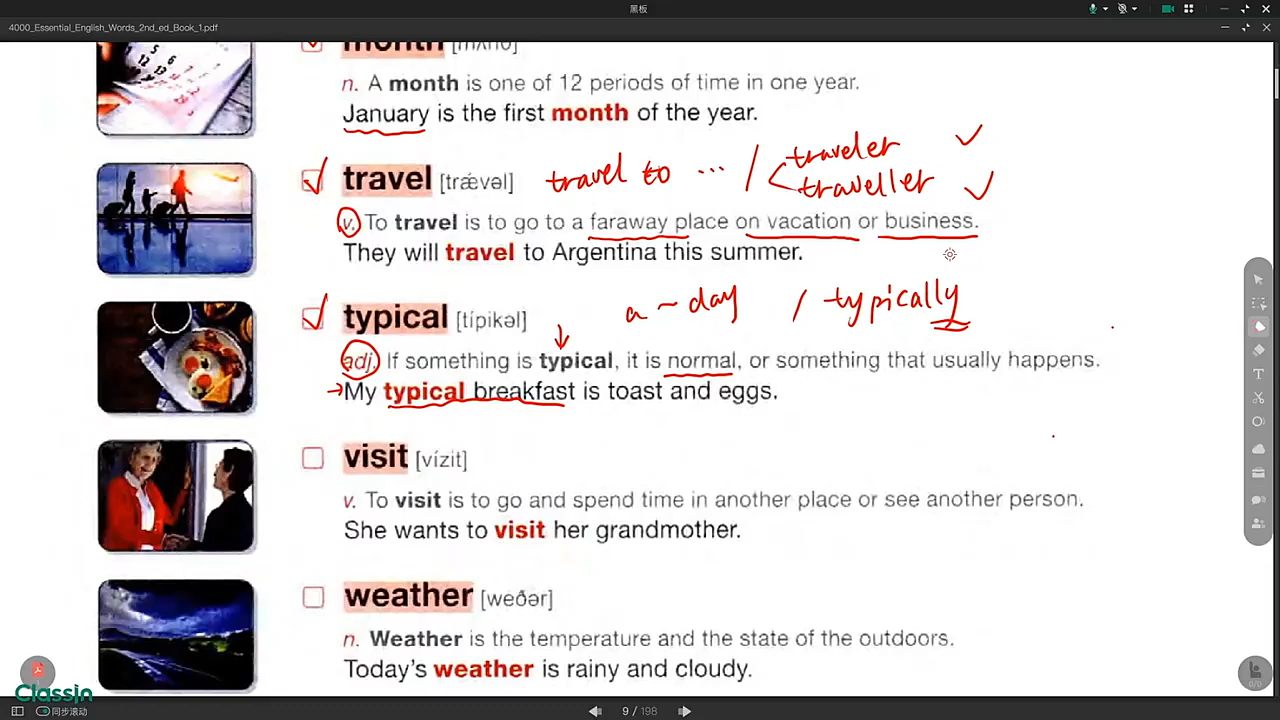 黑板
4000_Essential_English_Words_2nd_ed_Book_1.pdf
month [mʌnθ]
n. A month is one of 12 periods of time in one year.
January is the first month of the year.
travel [trǽvəl] travel to ... / traveler ✓
traveller ✓
v. To travel is to go to a faraway place on vacation or business.
They will travel to Argentina this summer.
a ~ day / typically
typical [típikəl]
adj. If something is typical, it is normal, or something that usually happens.
→My typical breakfast is toast and eggs.
visit [vízit]
v. To visit is to go and spend time in another place or see another person.
She wants to visit her grandmother.
weather [weðər]
n. Weather is the temperature and the state of the outdoors.
Today's weather is rainy and cloudy.
ClassIn
同步滚动
9 / 198
0/0